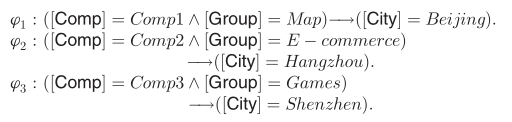 φ₁ : ([Comp] = Comp1 ∧ [Group] = Map) ⟶ ([City] = Beijing).
φ₂ : ([Comp] = Comp2 ∧ [Group] = E − commerce)
⟶ ([City] = Hangzhou).
φ₃ : ([Comp] = Comp3 ∧ [Group] = Games)
⟶ ([City] = Shenzhen).